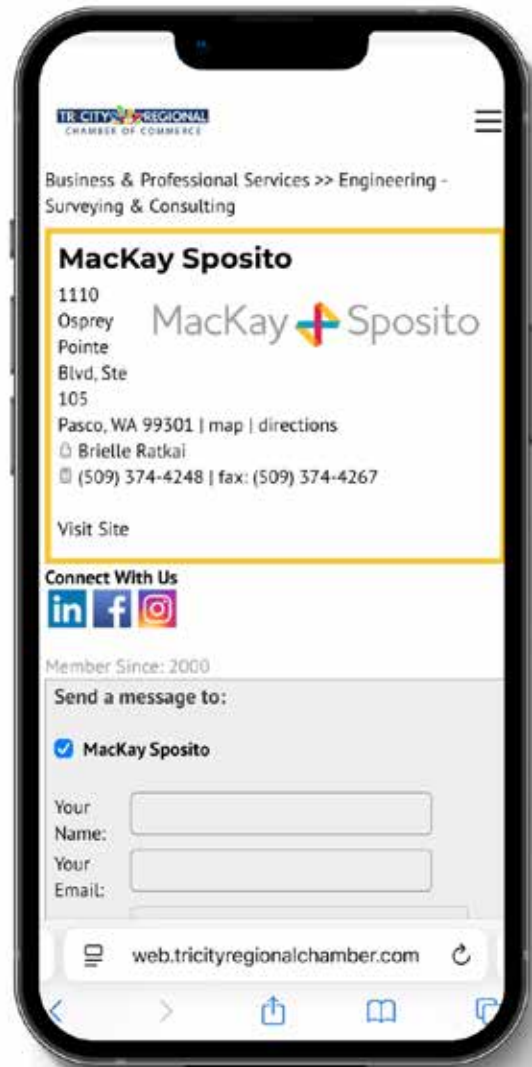 TRI-CITY REGIONAL
CHAMBER OF COMMERCE
Business & Professional Services >> Engineering -
Surveying & Consulting
MacKay Sposito
1110
Osprey
Pointe
Blvd, Ste
105
MacKay Sposito
Pasco, WA 99301 | map | directions
Brielle Ratkai
(509) 374-4248 | fax: (509) 374-4267
Visit Site
Connect With Us
in f
Member Since: 2000
Send a message to:
MacKay Sposito
Your
Name:
Your
Email:
web.tricityregionalchamber.com